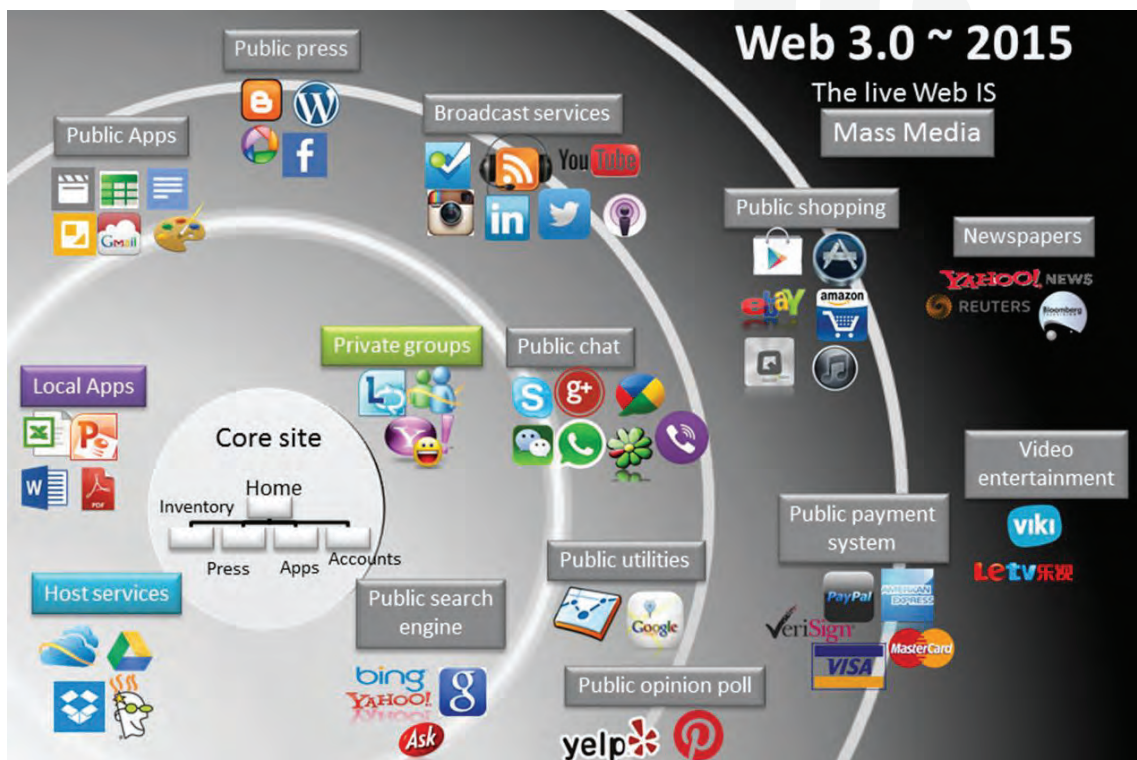 Web 3.0 ~ 2015
The live Web IS
Mass Media
Public press
Public Apps
Gmail
Broadcast services
You Tube
in
Public shopping
ebay
amazon
Newspapers
YAHOO! NEWS
REUTERS
Bloomberg
Private groups
Public chat
g+
Local Apps
W
PDF
Core site
Home
Inventory
Press
Apps
Accounts
Host services
Public search
engine
bing
YAHOO!
Ask
Public utilities
Google
Public opinion poll
yelp
Public payment
system
PayPal
AMERICAN
EXPRESS
VeriSign
MasterCard
VISA
Video
entertainment
viki
Letv乐视